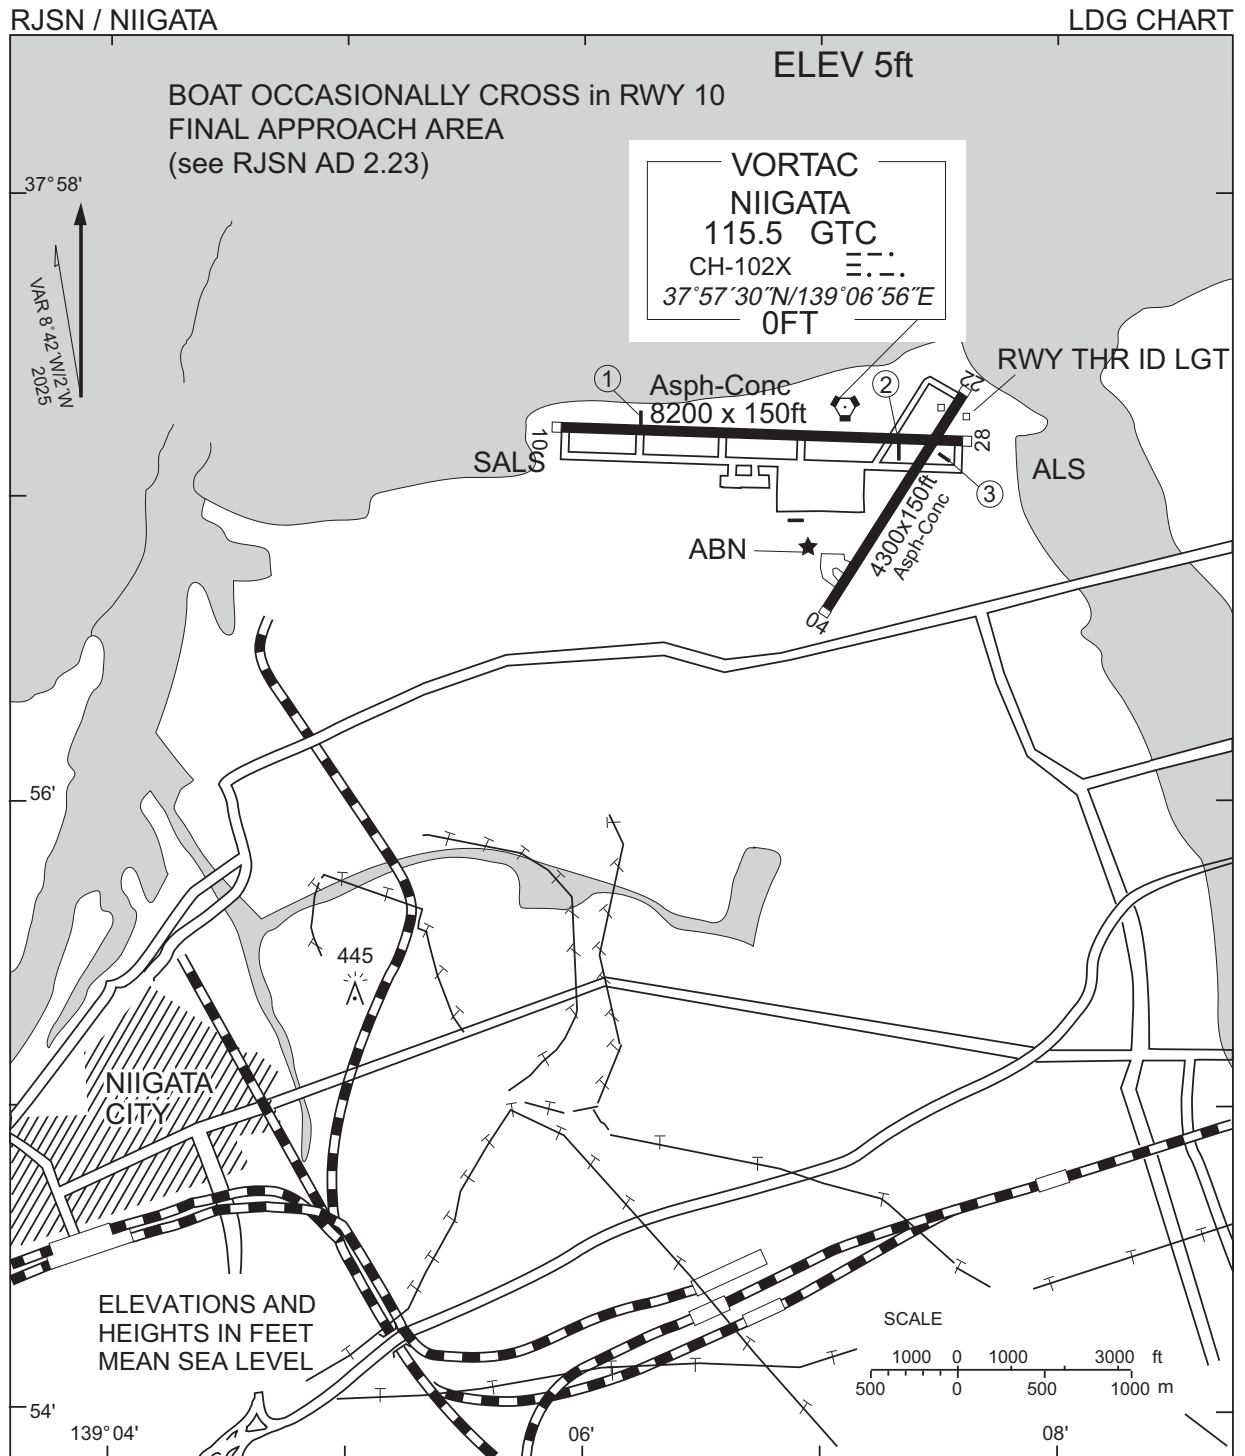 RJSN / NIIGATA
LDG CHART
ELEV 5ft
BOAT OCCASIONALLY CROSS in RWY 10
FINAL APPROACH AREA
(see RJSN AD 2.23)
VORTAC
NIIGATA
115.5 GTC
CH-102X
37°57′30″N/139°06′56″E
0FT
37°58'
VAR 8°42′W/2′W
2025
RWY THR ID LGT
1
Asph-Conc
8200 x 150ft
2
22
10
28
SALS
ALS
3
4300x150ft
Asph-Conc
ABN
04
56'
445
NIIGATA
CITY
ELEVATIONS AND
HEIGHTS IN FEET
MEAN SEA LEVEL
SCALE
1000 0 1000 3000 ft
500 0 500 1000 m
54'
139°04' 06' 08'